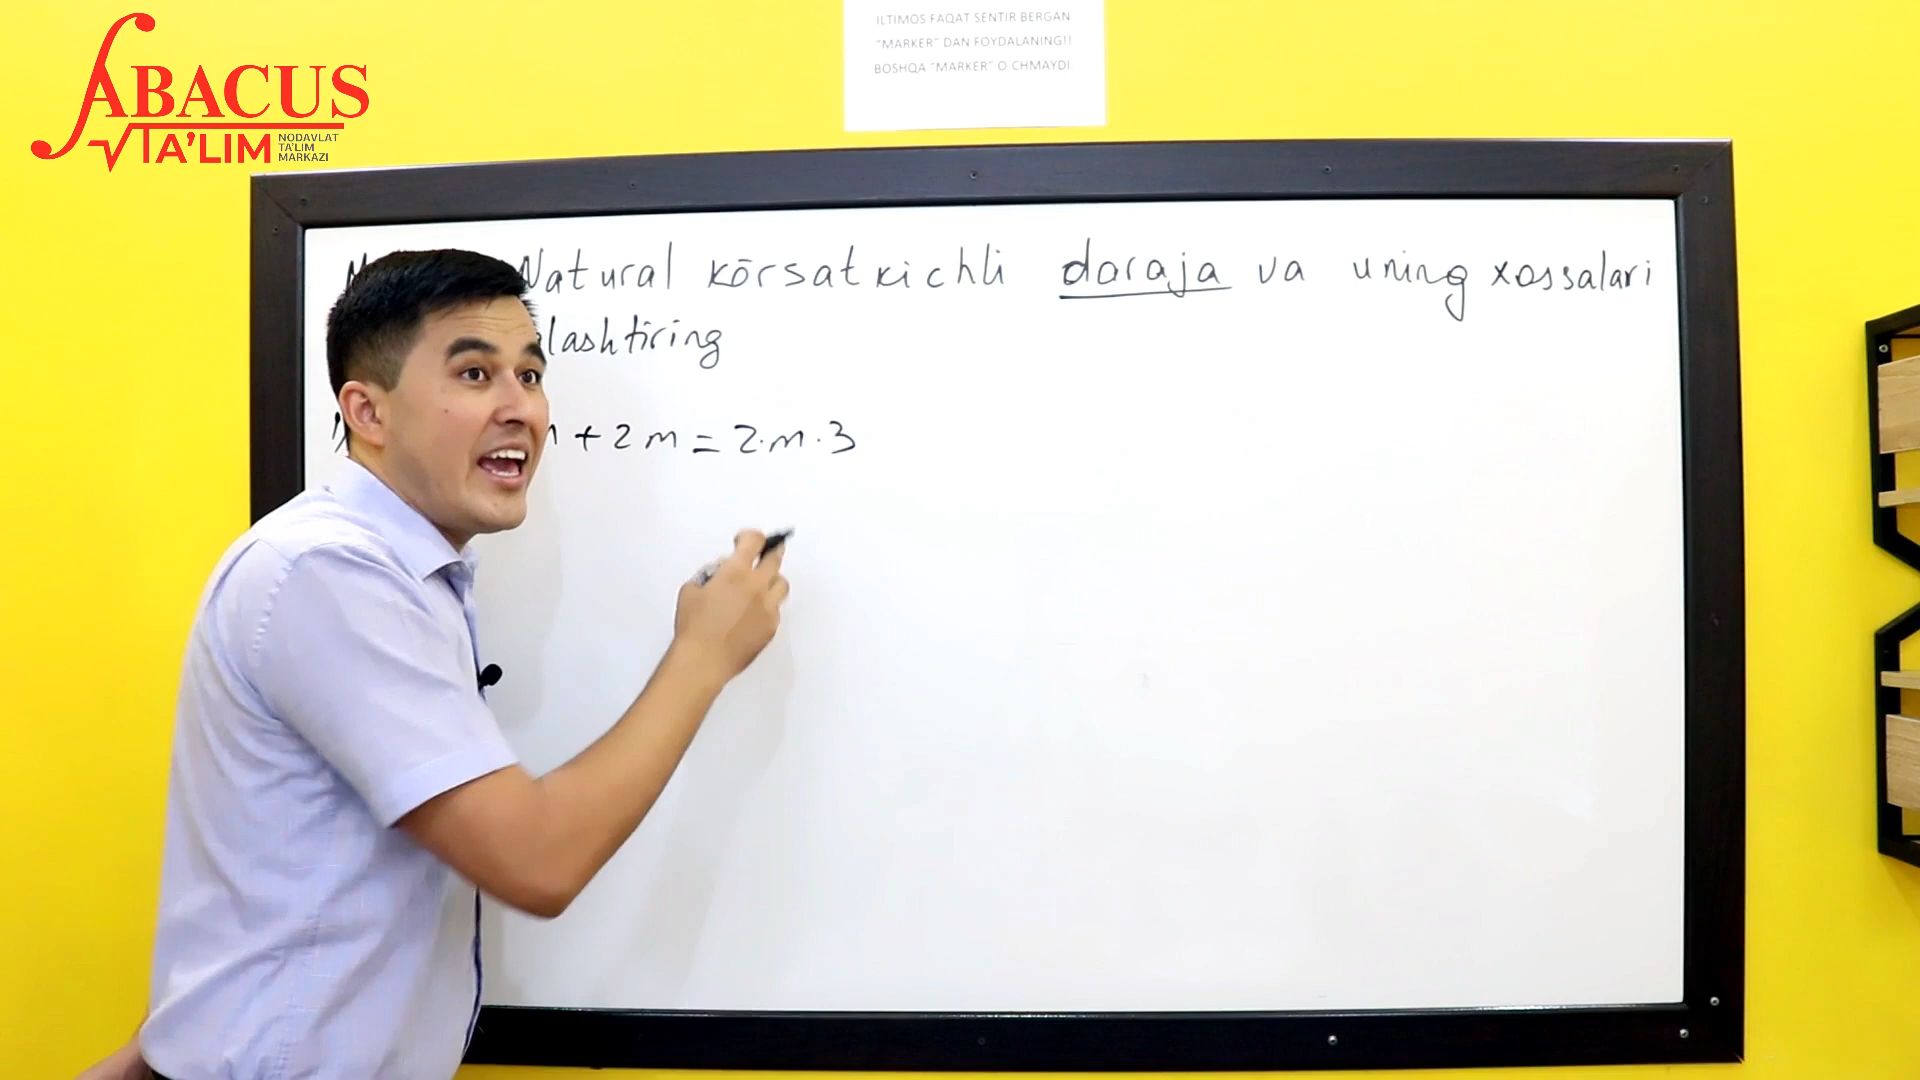 ILTIMOS FAQAT SENTIR BERGAN
"MARKER" DAN FOYDALANING!!
BOSHQA "MARKER" O CHMAYDI.
ABACUS
TA'LIM
NODAVLAT
TA'LIM
MARKAZI
Natural kōrsatkichli daraja va uning xossalari
lashtiring
+ 2m = 2·m·3